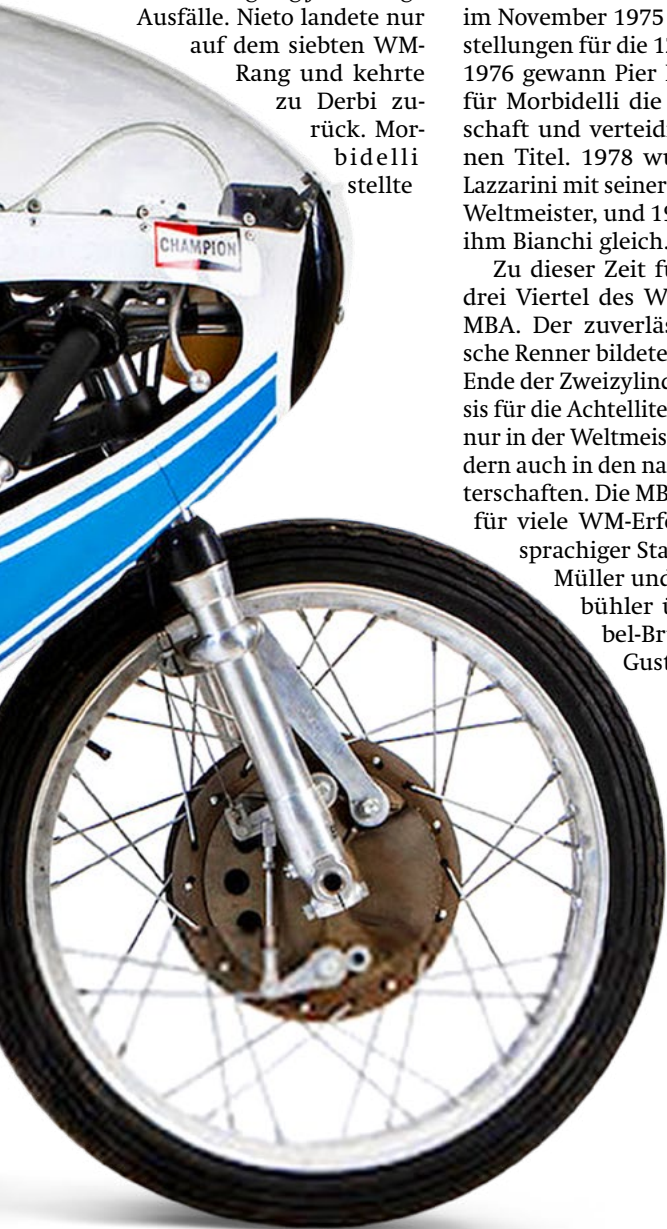 Ausfälle. Nieto landete nur
auf dem siebten WM-
Rang und kehrte
zu Derbi zu-
rück. Mor-
bidelli
stellte
im November 1975
stellungen für die
1976 gewann Pier
für Morbidelli die
schaft und verteidi
nen Titel. 1978 wu
Lazzarini mit seiner
Weltmeister, und 19
ihm Bianchi gleich.
Zu dieser Zeit fu
drei Viertel des W
MBA. Der zuverläs
sche Renner bildete
Ende der Zweizylind
sis für die Achtellite
nur in der Weltmeis
dern auch in den na
terschaften. Die MB
für viele WM-Erfo
sprachiger Sta
Müller und
bühler ü
bel-Br
Gust
CHAMPION